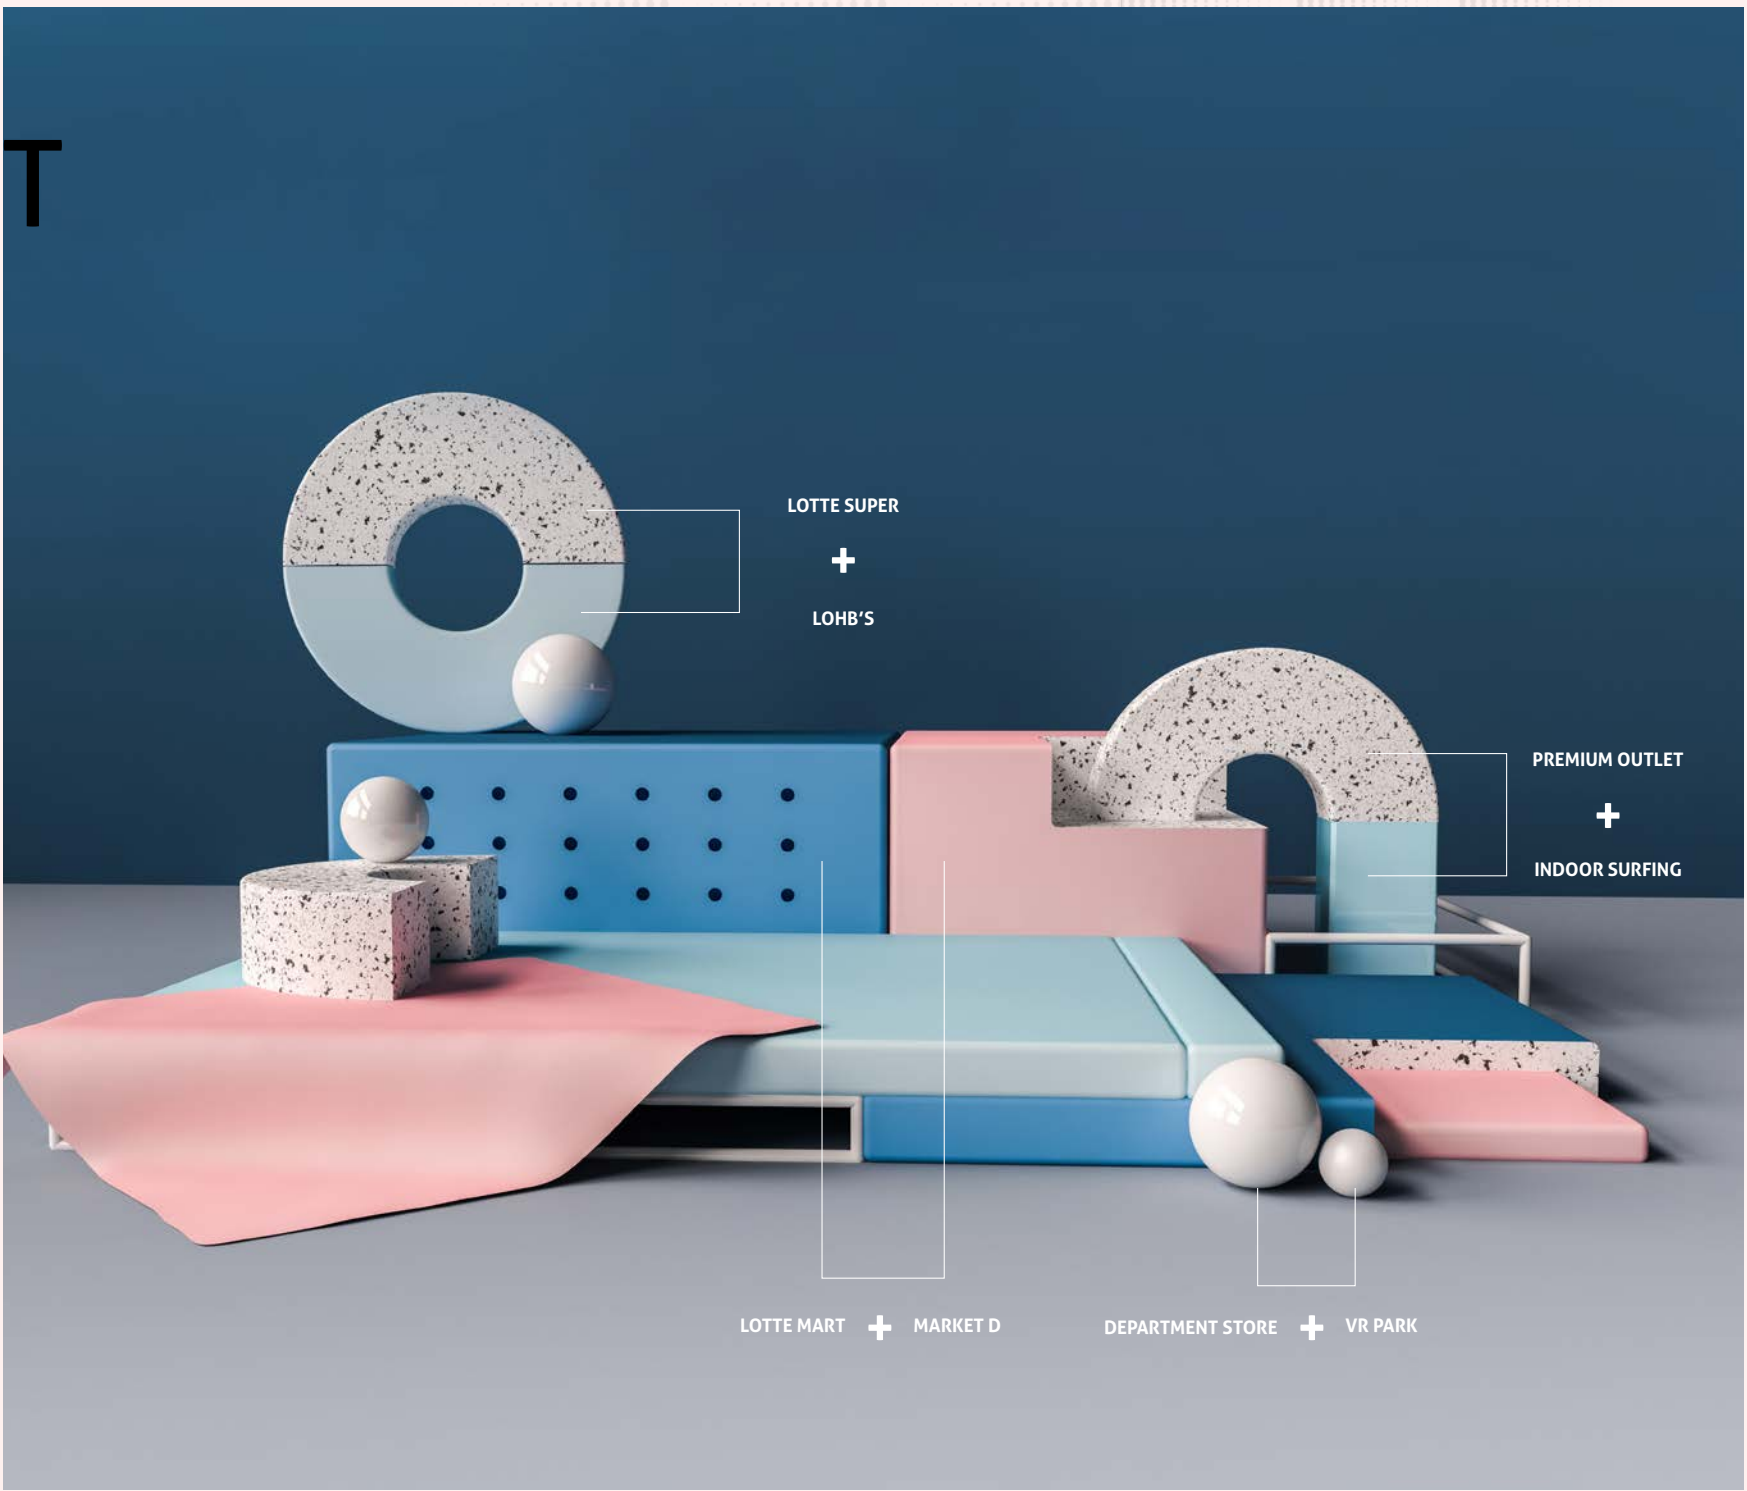 T
LOTTE SUPER
+
LOHB'S
PREMIUM OUTLET
+
INDOOR SURFING
LOTTE MART + MARKET D
DEPARTMENT STORE + VR PARK